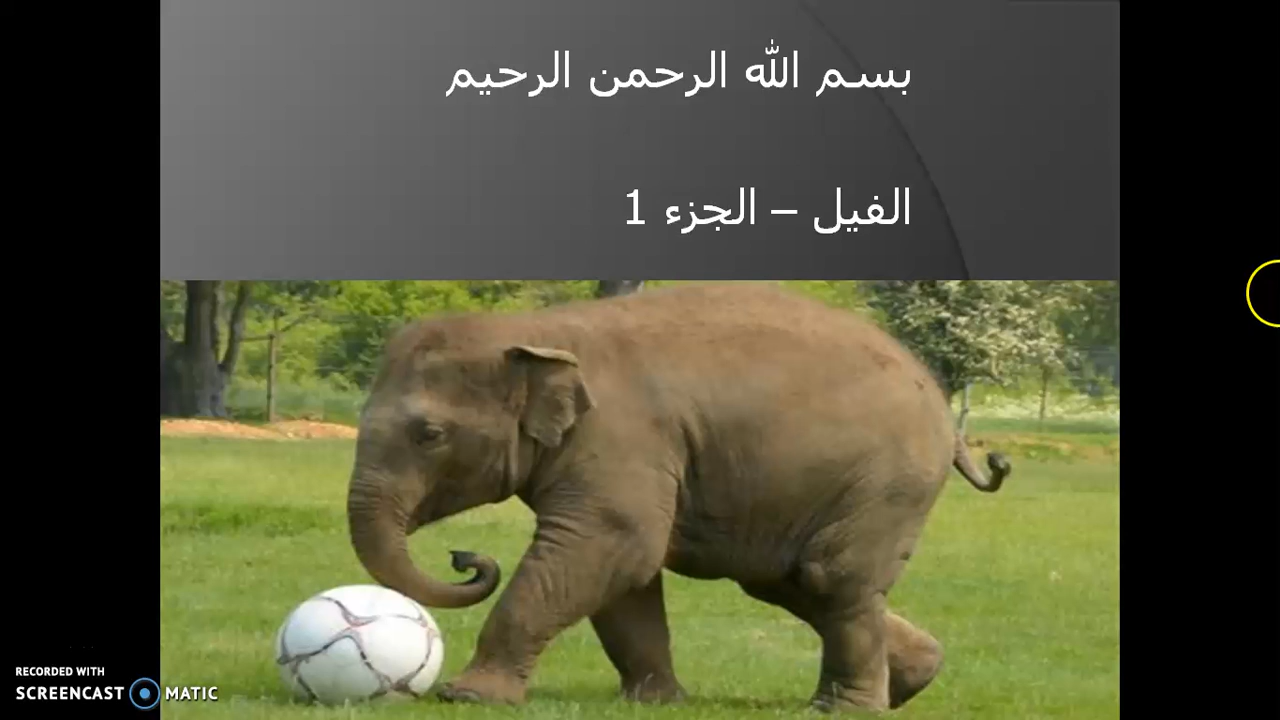 بسم الله الرحمن الرحيم
الفيل – الجزء 1
RECORDED WITH
SCREENCAST MATIC